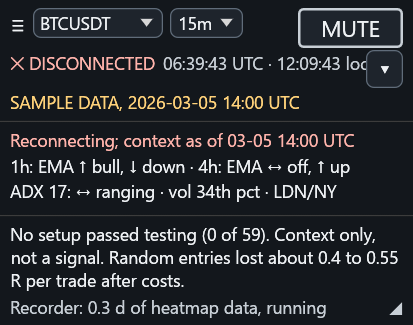 ☰ BTCUSDT ▼ 15m ▼ MUTE
✕ DISCONNECTED 06:39:43 UTC · 12:09:43 loc
SAMPLE DATA, 2026-03-05 14:00 UTC
Reconnecting; context as of 03-05 14:00 UTC
1h: EMA ↑ bull, ↓ down · 4h: EMA ↔ off, ↑ up
ADX 17: ↔ ranging · vol 34th pct · LDN/NY
No setup passed testing (0 of 59). Context only,
not a signal. Random entries lost about 0.4 to 0.55
R per trade after costs.
Recorder: 0.3 d of heatmap data, running